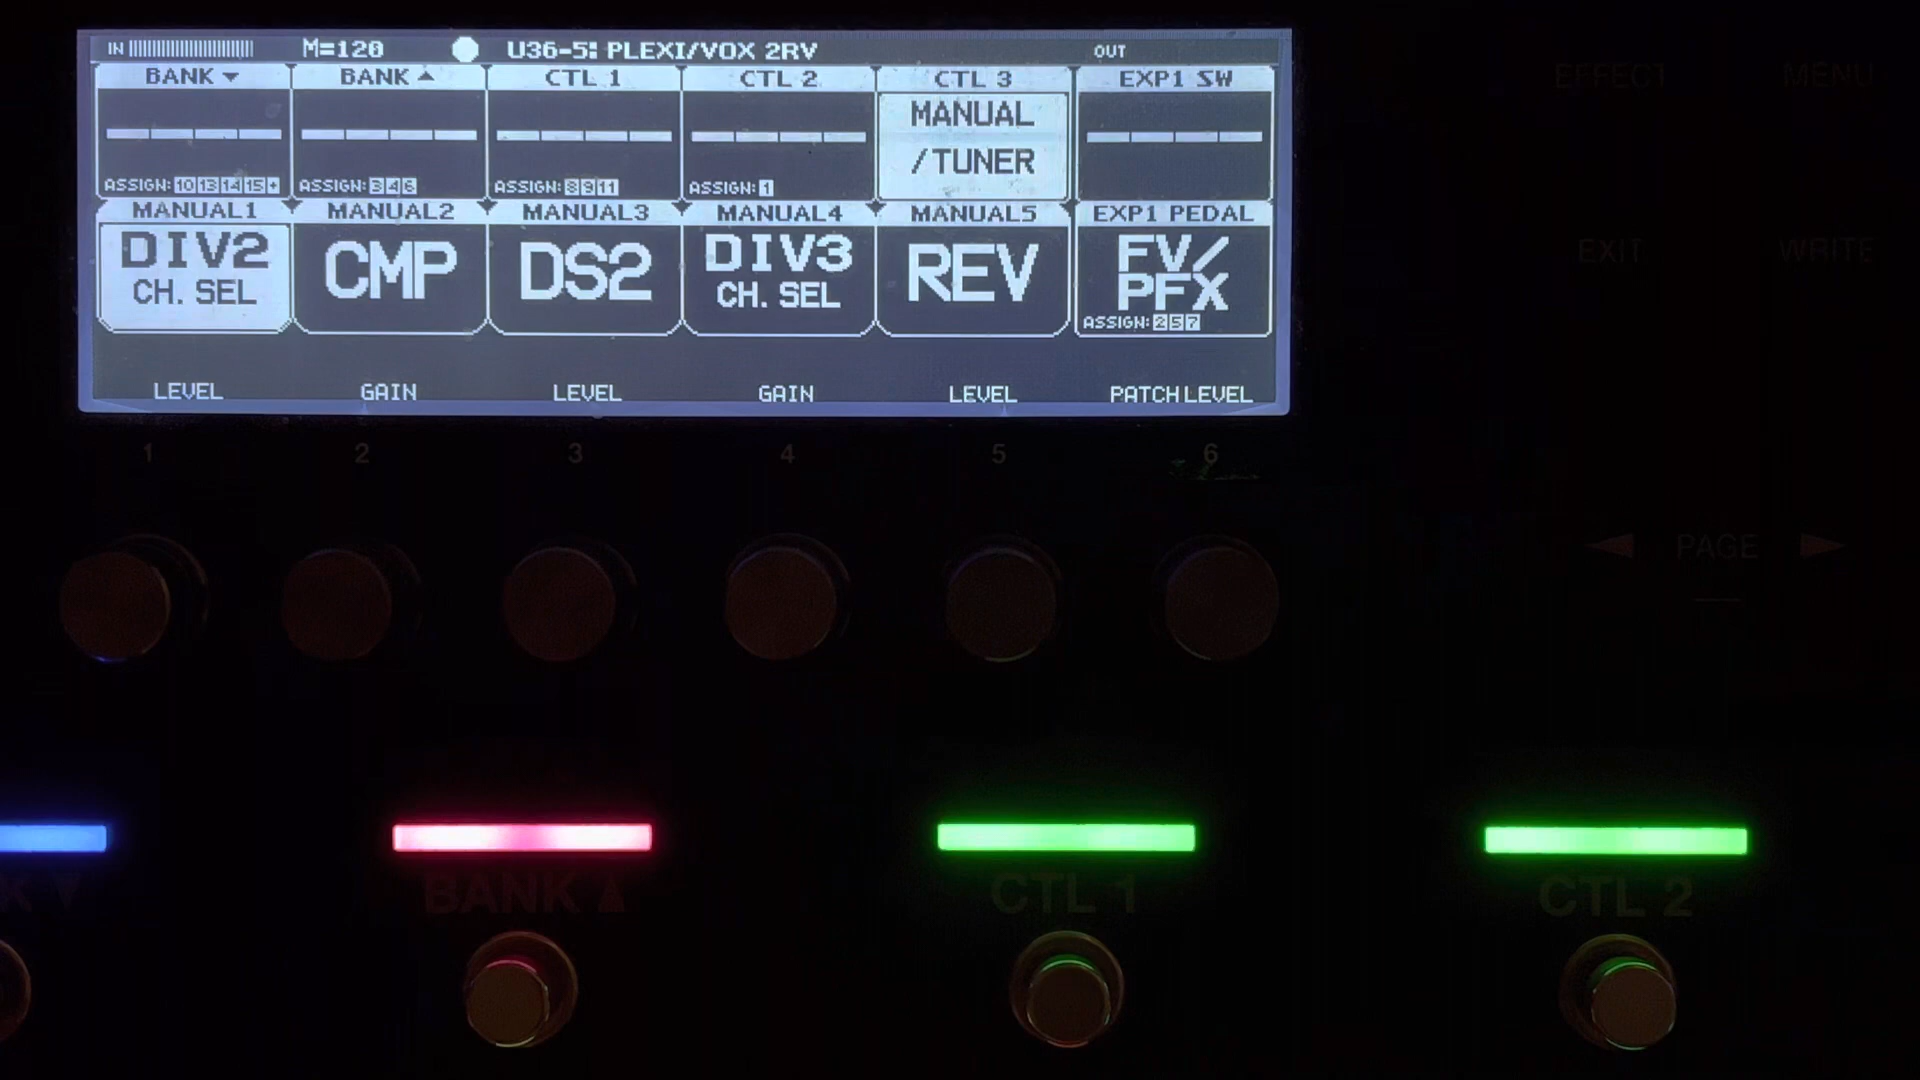 IN M=120 U36-5: PLEXI/VOX 2RV OUT
BANK ▼ BANK ▲ CTL 1 CTL 2 CTL 3 EXP1 SW
MANUAL
/TUNER
ASSIGN: 10 13 14 15 + ASSIGN: 3 4 6 ASSIGN: 8 9 11 ASSIGN: 1
MANUAL1 MANUAL2 MANUAL3 MANUAL4 MANUAL5 EXP1 PEDAL
DIV2 CMP DS2 DIV3 REV FV/
CH. SEL CH. SEL PFX
ASSIGN: 2 5 7
LEVEL GAIN LEVEL GAIN LEVEL PATCH LEVEL
1 2 3 4 5 6
EFFECT MENU
EXIT WRITE
◀ PAGE ▶
BANK ▲ CTL 1 CTL 2